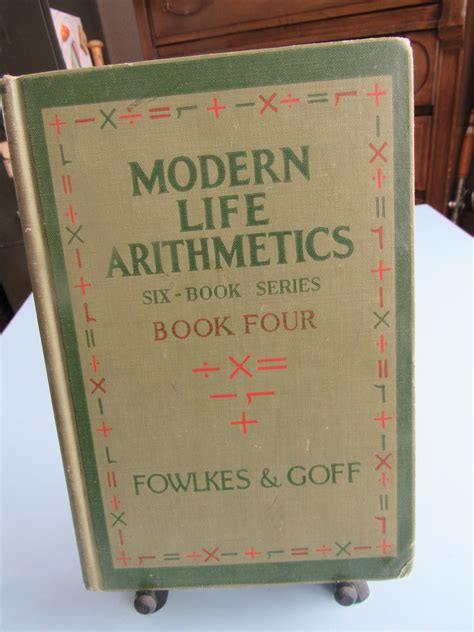 MODERN
LIFE
ARITHMETICS
SIX-BOOK SERIES
BOOK FOUR
÷ × =
- ⌐ -
+
FOWLKES & GOFF